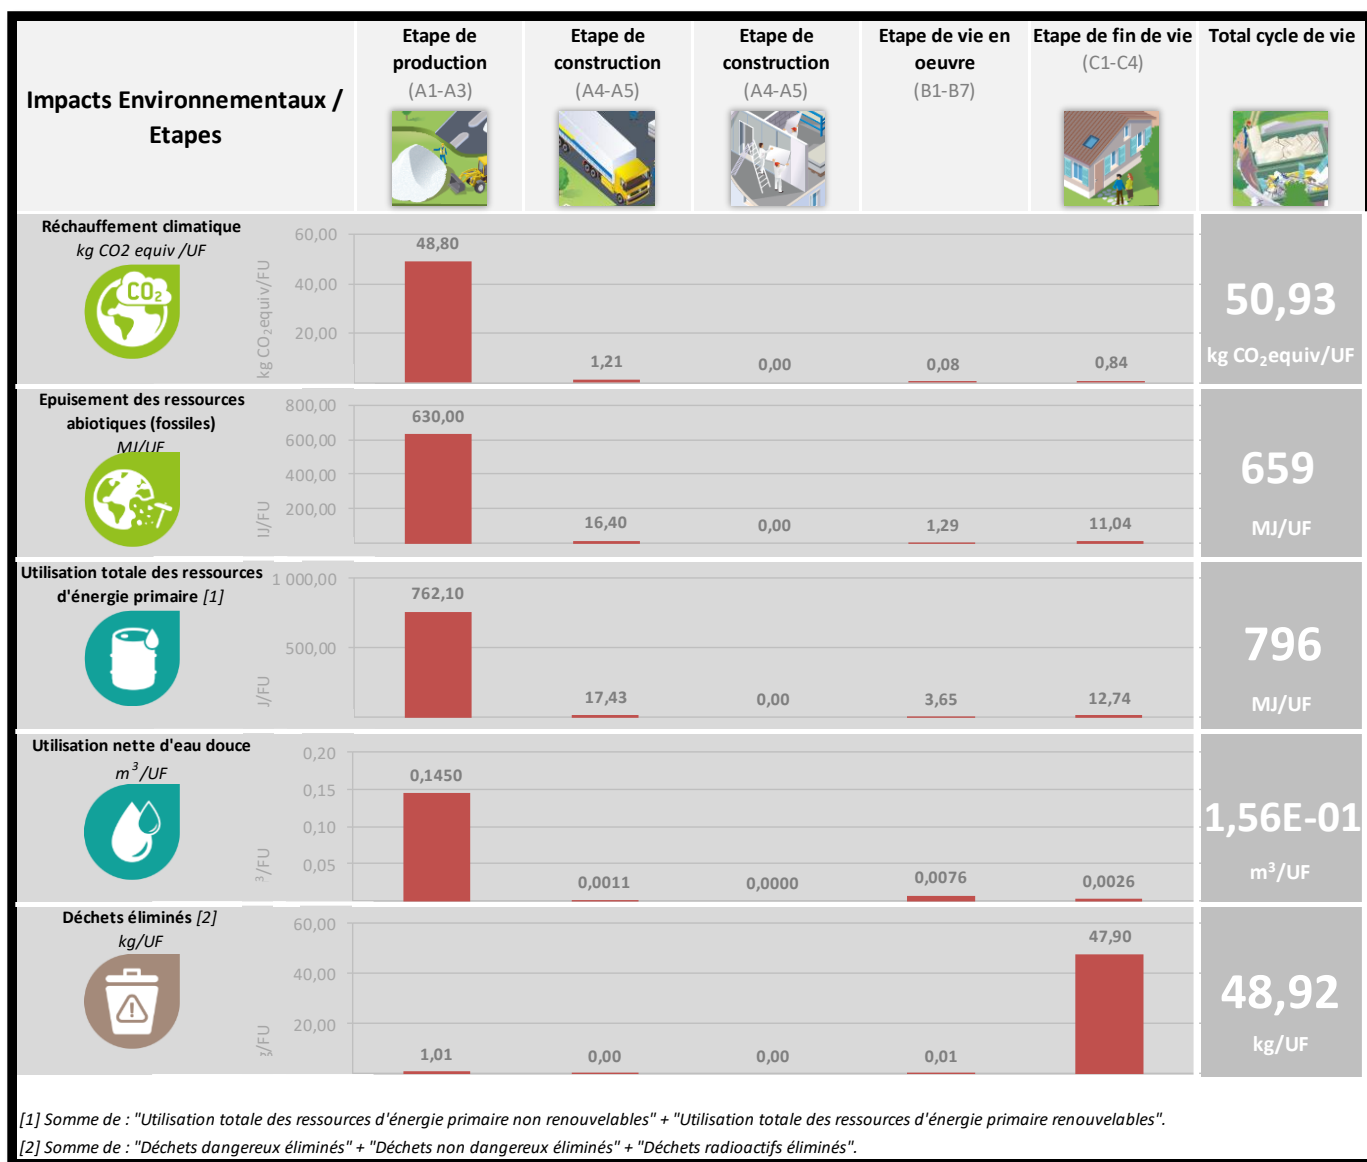 Impacts Environnementaux /
Etapes
Etape de
production
(A1-A3)
Etape de
construction
(A4-A5)
Etape de
construction
(A4-A5)
Etape de vie en
oeuvre
(B1-B7)
Etape de fin de vie
(C1-C4)
Total cycle de vie
Réchauffement climatique
kg CO2 equiv /UF
CO₂
kg CO₂equiv/FU
60,00
40,00
20,00
48,80
1,21
0,00
0,08
0,84
50,93
kg CO₂equiv/UF
Epuisement des ressources
abiotiques (fossiles)
MJ/UF
/FU
800,00
600,00
400,00
200,00
630,00
16,40
0,00
1,29
11,04
659
MJ/UF
Utilisation totale des ressources
d'énergie primaire [1]
J/FU
1 000,00
500,00
762,10
17,43
0,00
3,65
12,74
796
MJ/UF
Utilisation nette d'eau douce
m³/UF
³/FU
0,20
0,15
0,10
0,05
0,1450
0,0011
0,0000
0,0076
0,0026
1,56E-01
m³/UF
Déchets éliminés [2]
kg/UF
/FU
60,00
40,00
20,00
1,01
0,00
0,00
0,01
47,90
48,92
kg/UF
[1] Somme de : "Utilisation totale des ressources d'énergie primaire non renouvelables" + "Utilisation totale des ressources d'énergie primaire renouvelables".
[2] Somme de : "Déchets dangereux éliminés" + "Déchets non dangereux éliminés" + "Déchets radioactifs éliminés".